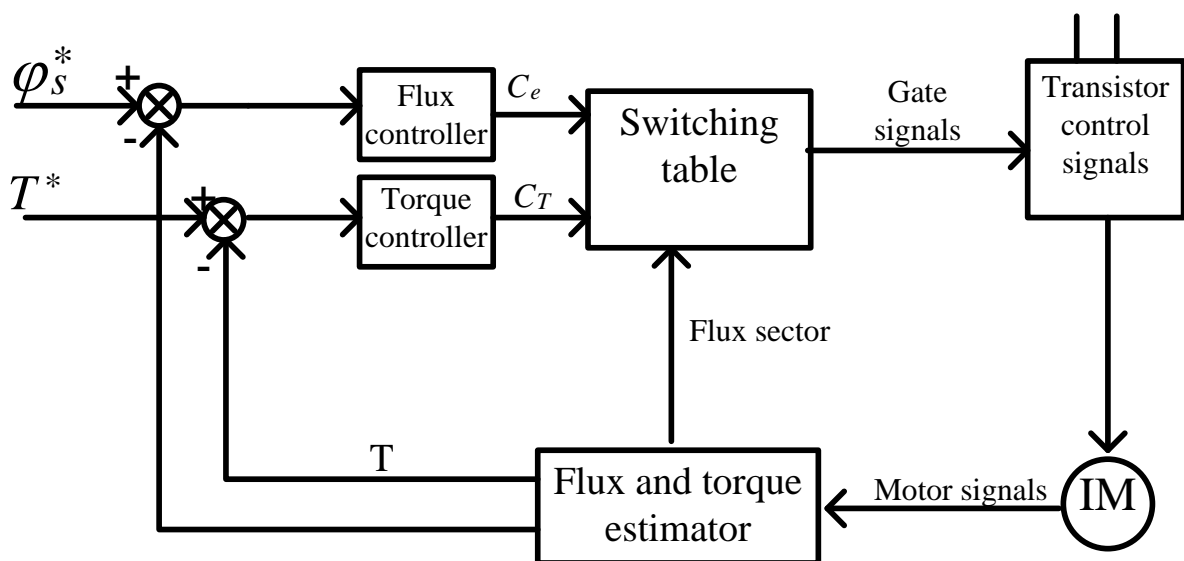 φs*
+
-
Flux
controller
Ce
Switching
table
Gate
signals
Transistor
control
signals
T*
+
-
Torque
controller
CT
Flux sector
T
Flux and torque
estimator
Motor signals
IM